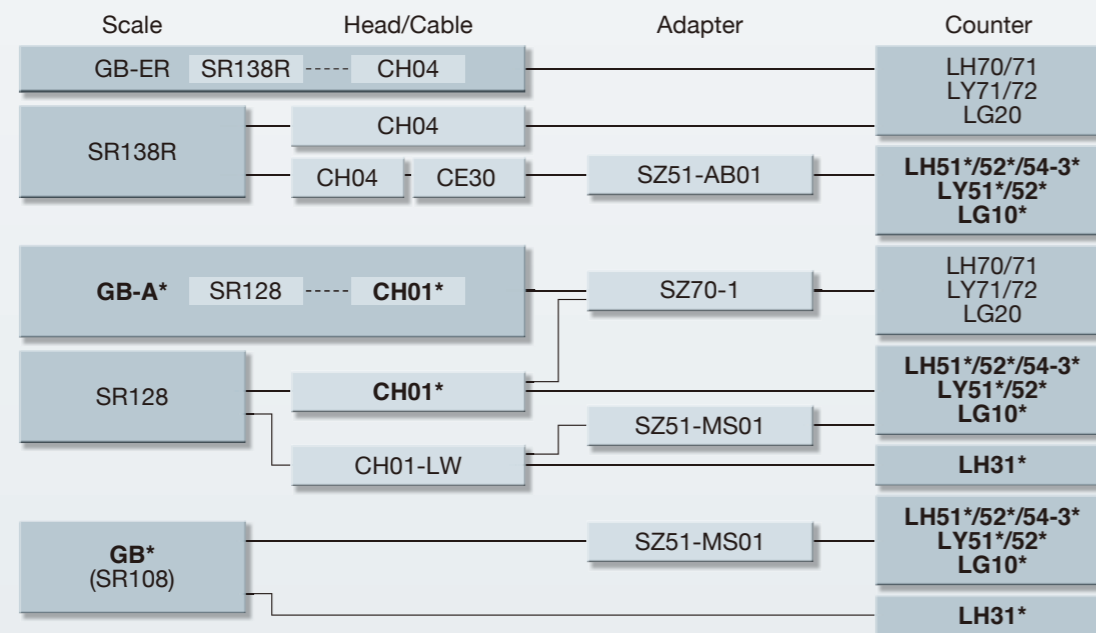 Scale Head/Cable Adapter Counter
GB-ER SR138R CH04
LH70/71
LY71/72
LG20
SR138R
CH04
CH04 CE30 SZ51-AB01
LH51*/52*/54-3*
LY51*/52*
LG10*
GB-A* SR128 CH01* SZ70-1
LH70/71
LY71/72
LG20
SR128
CH01*
LH51*/52*/54-3*
LY51*/52*
LG10*
SZ51-MS01
CH01-LW
LH31*
GB*
(SR108)
SZ51-MS01
LH51*/52*/54-3*
LY51*/52*
LG10*
LH31*